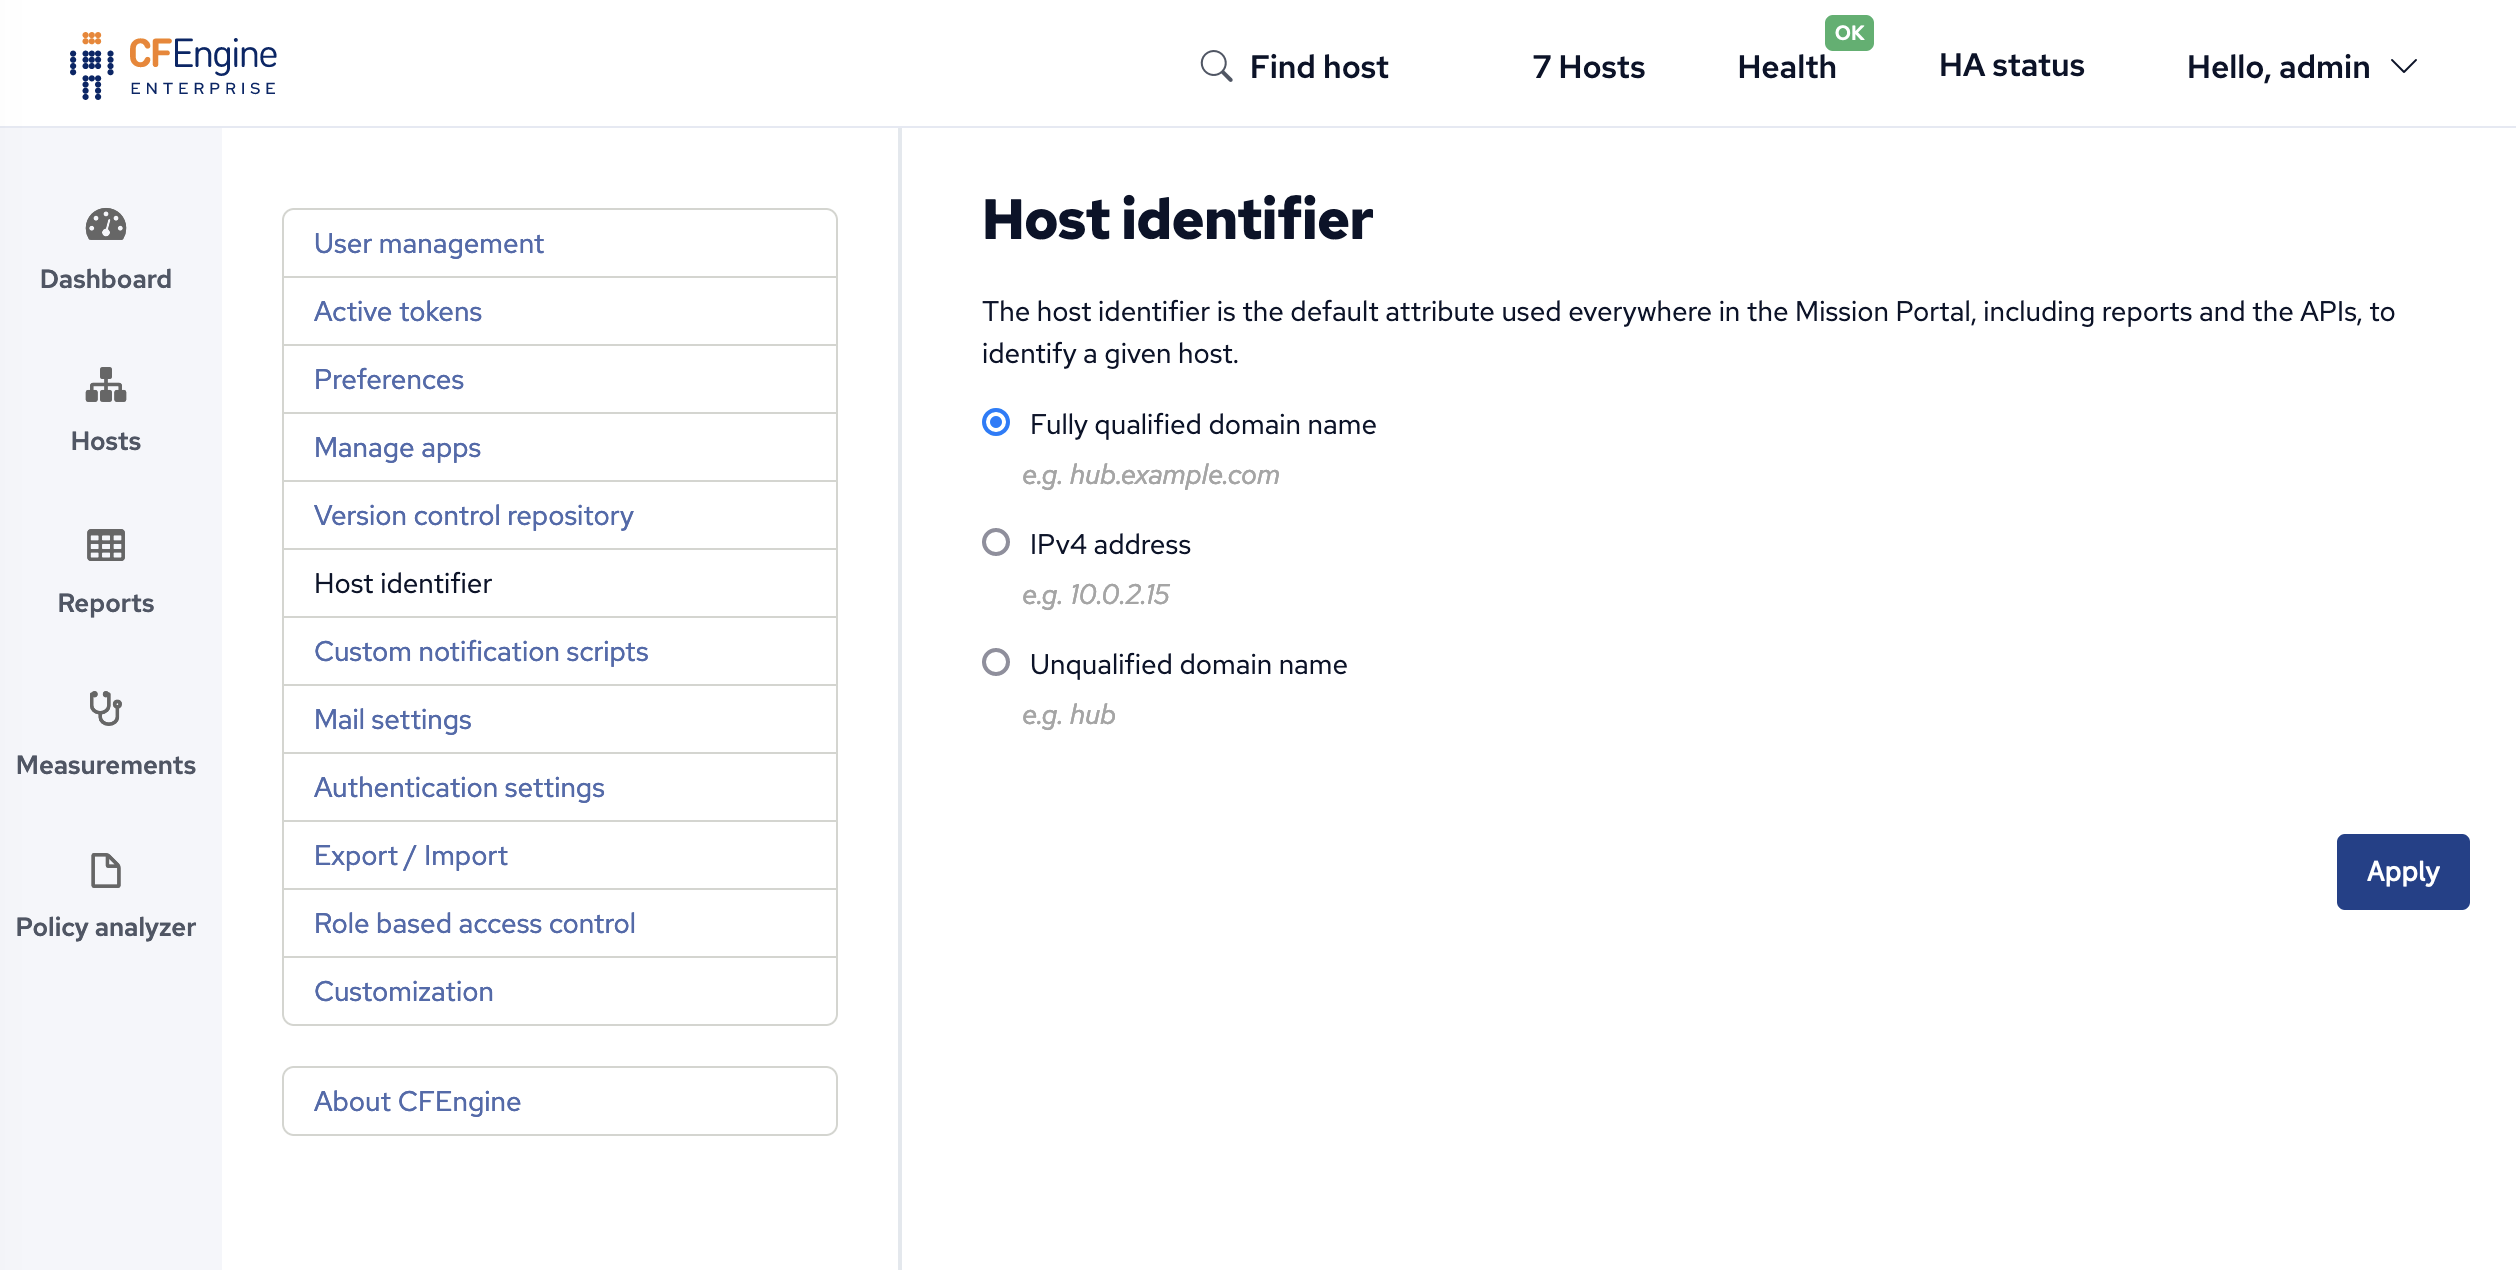 CFEngine
ENTERPRISE
Find host
7 Hosts
Health
OK
HA status
Hello, admin
Dashboard
Hosts
Reports
Measurements
Policy analyzer
User management
Active tokens
Preferences
Manage apps
Version control repository
Host identifier
Custom notification scripts
Mail settings
Authentication settings
Export / Import
Role based access control
Customization
About CFEngine
Host identifier
The host identifier is the default attribute used everywhere in the Mission Portal, including reports and the APIs, to
identify a given host.
Fully qualified domain name
e.g. hub.example.com
IPv4 address
e.g. 10.0.2.15
Unqualified domain name
e.g. hub
Apply